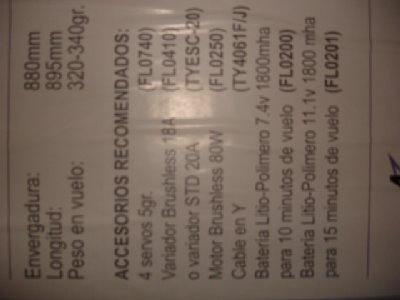 Envergadura: 880mm
Longitud: 895mm
Peso en vuelo: 320-340gr.
ACCESORIOS RECOMENDADOS:
4 servos 5gr. (FL0740)
Variador Brushless 18A (FL0410)
o variador STD 20A (TYESC-20)
Motor Brushless 80W (FL0250)
Cable en Y (TY4061F/J)
Batería Litio-Polímero 7.4v 1800mha
para 10 minutos de vuelo (FL0200)
Batería Litio-Polímero 11.1v 1800 mha
para 15 minutos de vuelo (FL0201)